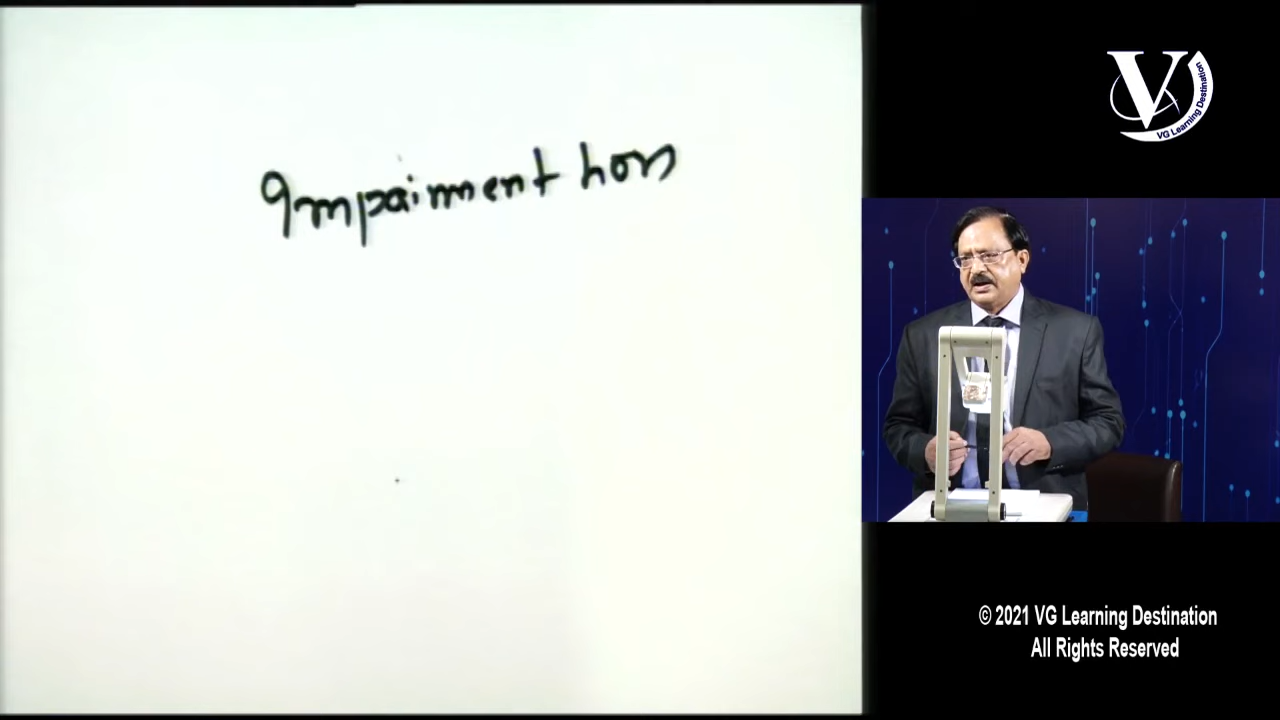 Impairment Loss
V
VG Learning Destination
© 2021 VG Learning Destination
All Rights Reserved